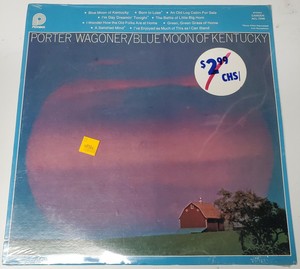 • Blue Moon of Kentucky • Born to Lose • An Old Log Cabin For Sale
• I'm Day Dreamin' Tonight • The Battle of Little Big Horn
• I Wonder How the Old Folks Are at Home • Green, Green Grass of Home
• A Satisfied Mind • I've Enjoyed as Much of This as I Can Stand
PORTER WAGONER/BLUE MOON OF KENTUCKY
$2.99
CHS/